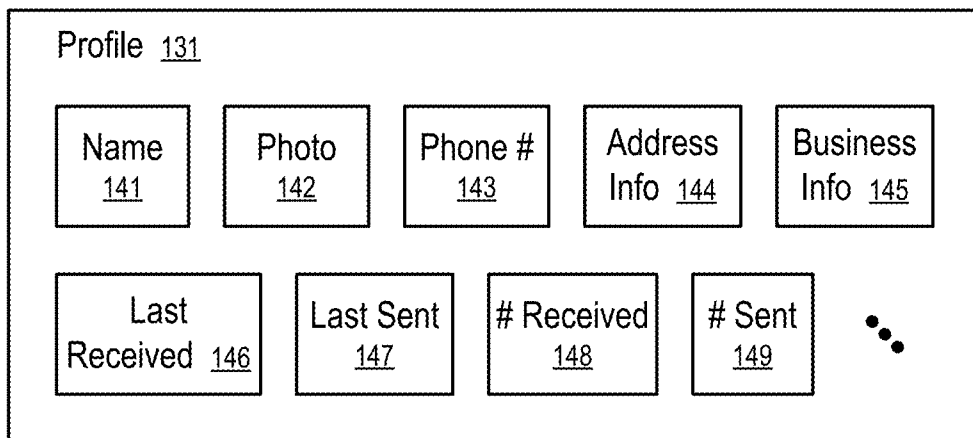 Profile 131
Name
141
Photo
142
Phone #
143
Address
Info 144
Business
Info 145
Last
Received 146
Last Sent
147
# Received
148
# Sent
149